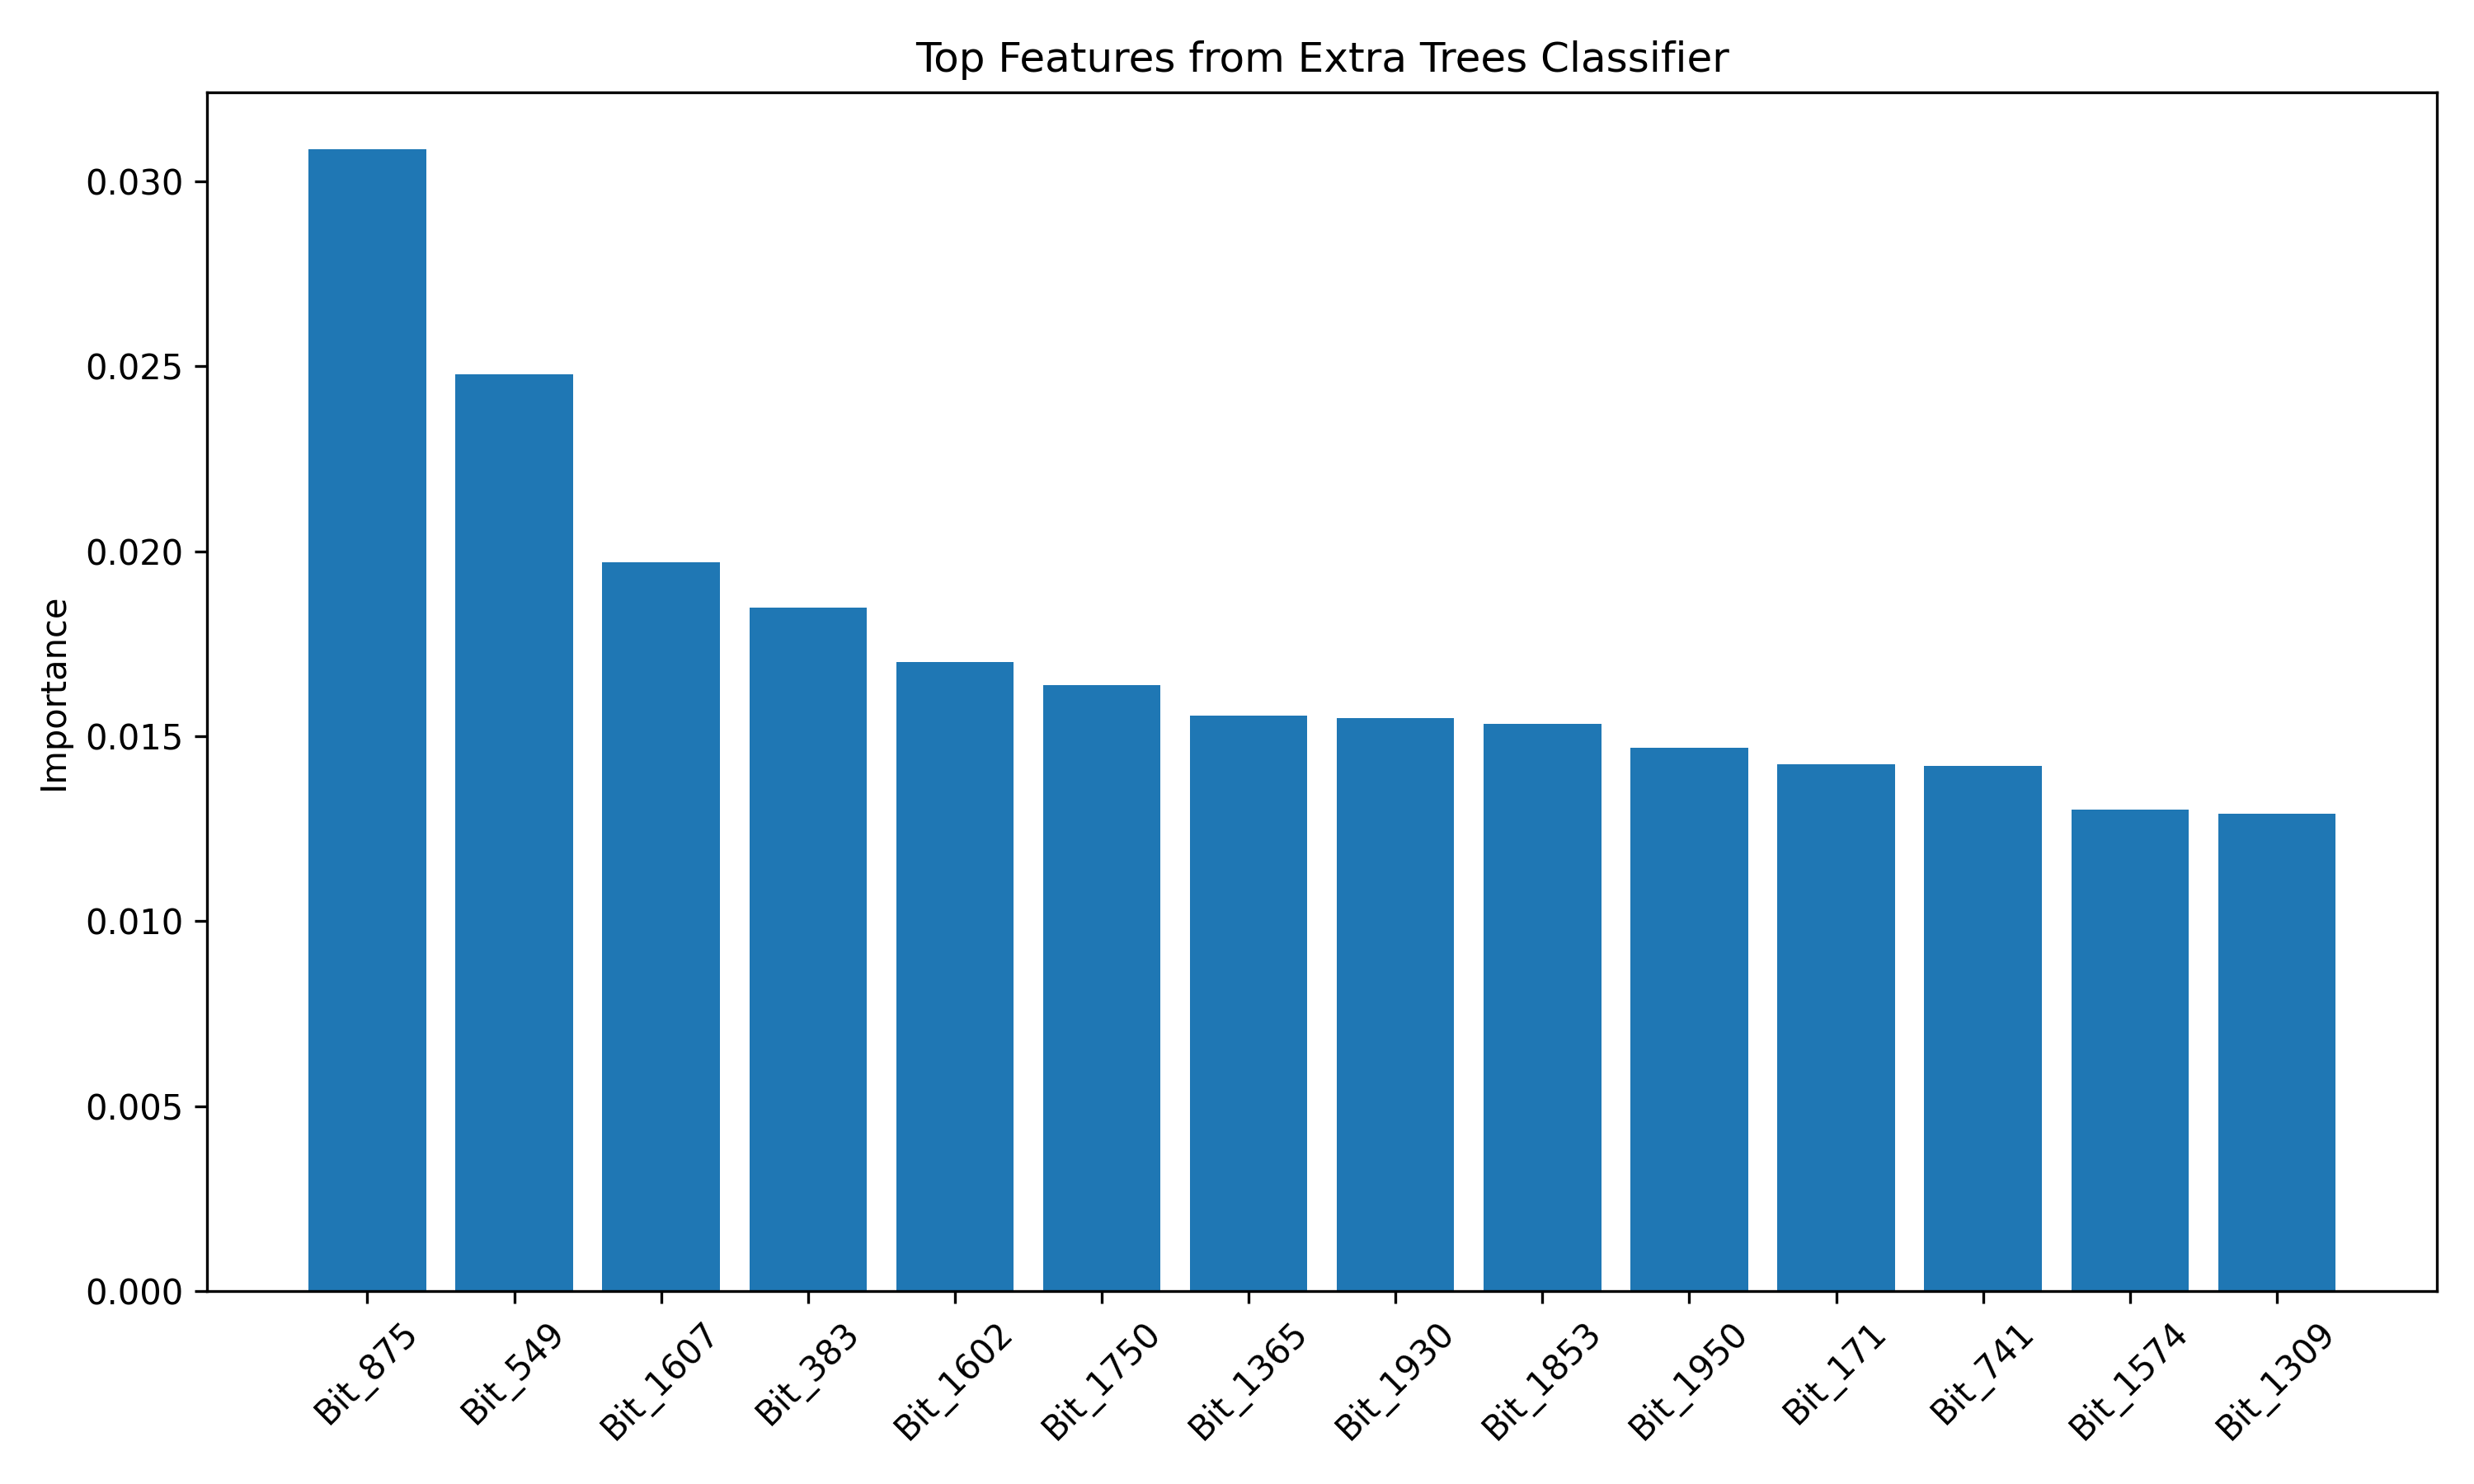 Top Features from Extra Trees Classifier
Importance
0.030
0.025
0.020
0.015
0.010
0.005
0.000
Bit_875
Bit_549
Bit_1607
Bit_383
Bit_1602
Bit_1750
Bit_1365
Bit_1930
Bit_1853
Bit_1950
Bit_171
Bit_741
Bit_1574
Bit_1309